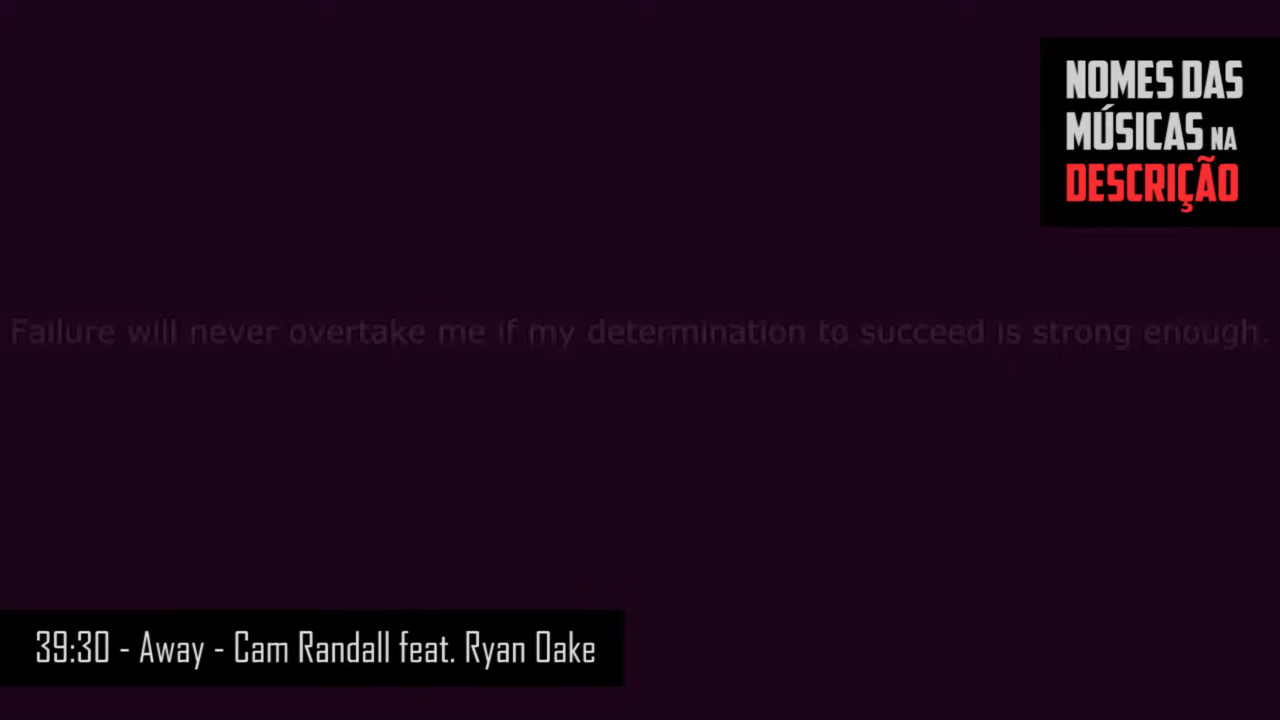 NOMES DAS
MÚSICAS NA
DESCRIÇÃO
Failure will never overtake me if my determination to succeed is strong enough.
39:30 - Away - Cam Randall feat. Ryan Oake